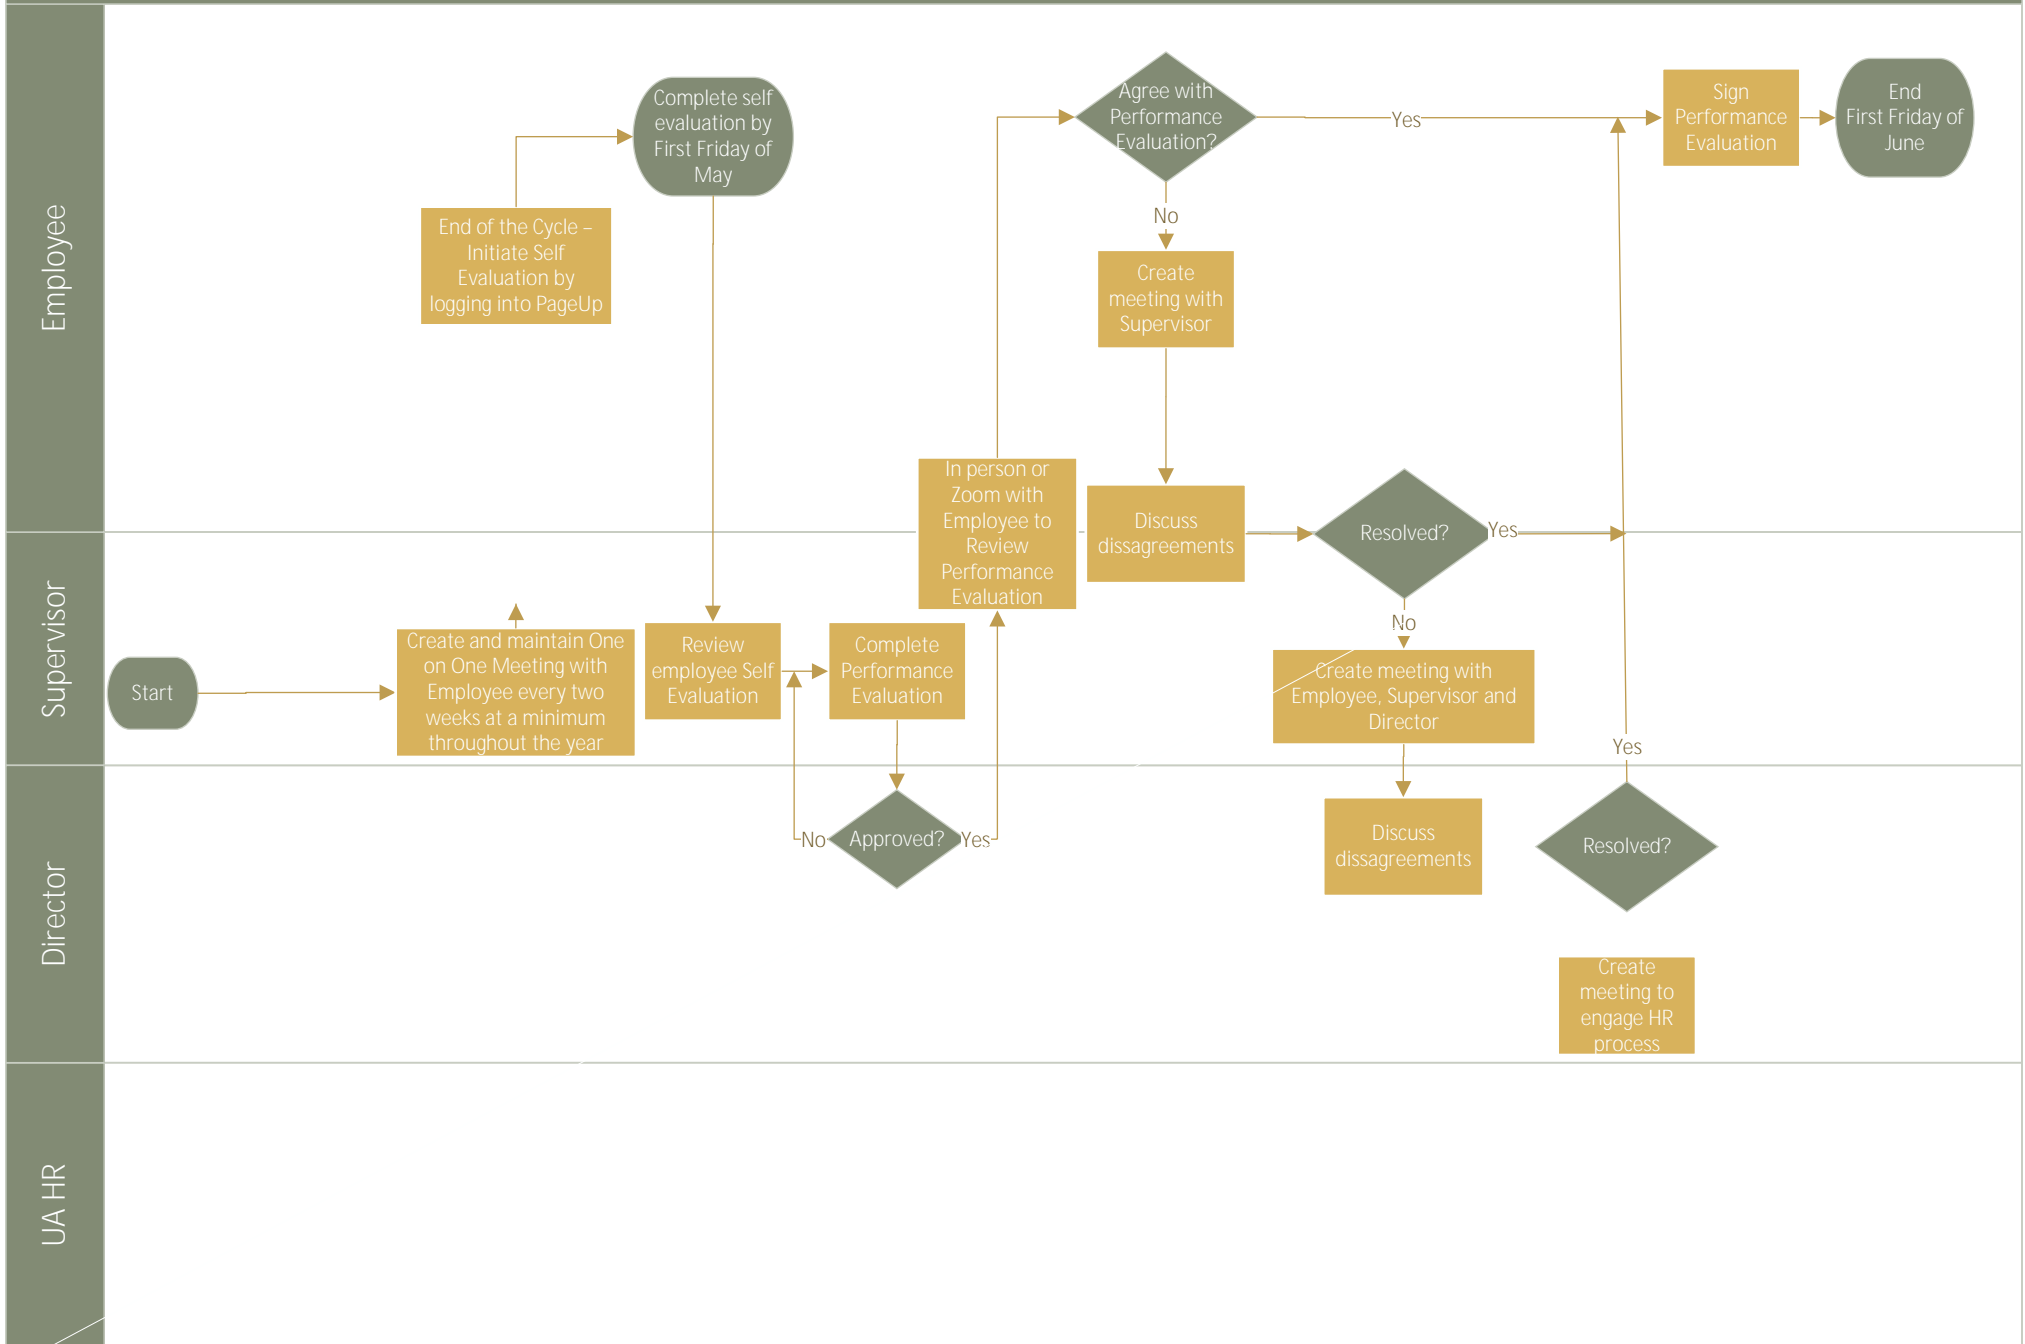 Employee
Supervisor
Director
UA HR
Start
Create and maintain One
on One Meeting with
Employee every two
weeks at a minimum
throughout the year
End of the Cycle –
Initiate Self
Evaluation by
logging into PageUp
Complete self
evaluation by
First Friday of
May
Review
employee Self
Evaluation
Complete
Performance
Evaluation
Approved?
No
Yes
In person or
Zoom with
Employee to
Review
Performance
Evaluation
Agree with
Performance
Evaluation?
Yes
No
Create
meeting with
Supervisor
Discuss
dissagreements
Resolved?
Yes
No
Create meeting with
Employee, Supervisor and
Director
Discuss
dissagreements
Resolved?
Yes
Create
meeting to
engage HR
process
Sign
Performance
Evaluation
End
First Friday of
June